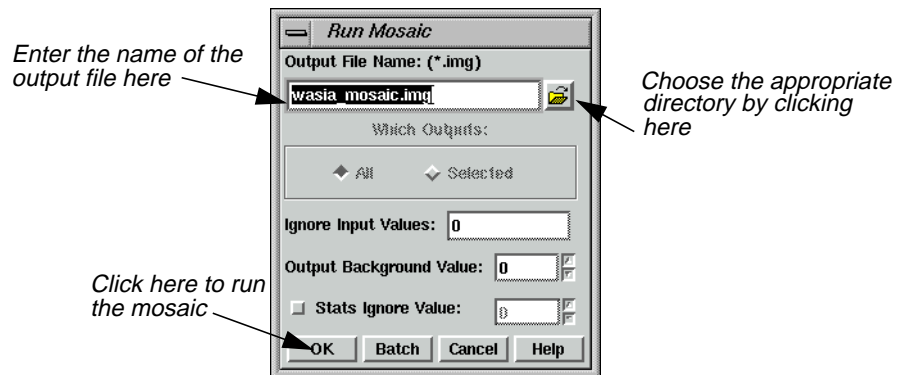 Run Mosaic
Enter the name of the
output file here
Output File Name: (*.img)
wasia_mosaic.img
Choose the appropriate
directory by clicking
here
Which Outputs:
All Selected
Ignore Input Values: 0
Output Background Value: 0
Click here to run
the mosaic
Stats Ignore Value: 0
OK Batch Cancel Help